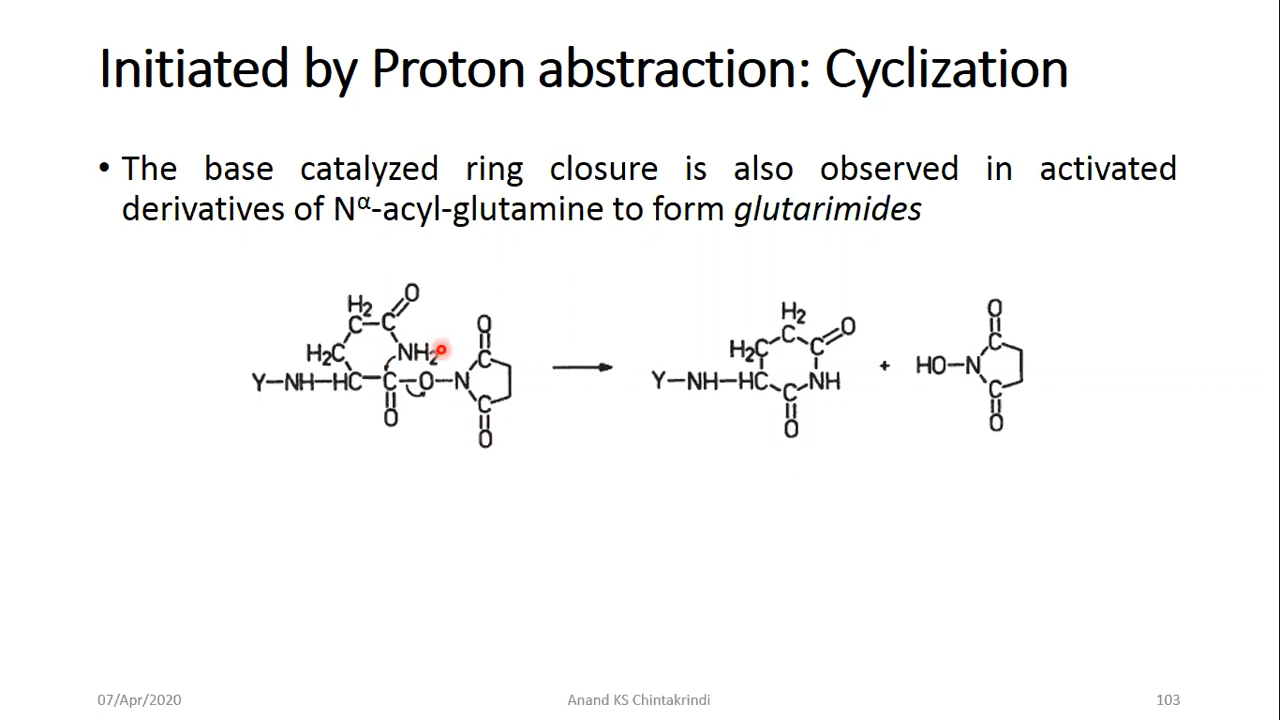 Initiated by Proton abstraction: Cyclization
• The base catalyzed ring closure is also observed in activated
derivatives of Nα-acyl-glutamine to form glutarimides
H2 O
C–C O
H2C NH2 C
Y–NH–HC–C–O–N
O C
O
H2
C O
H2C C
Y–NH–HC NH
C
O
+
O
C
HO–N
C
O
07/Apr/2020 Anand KS Chintakrindi 103